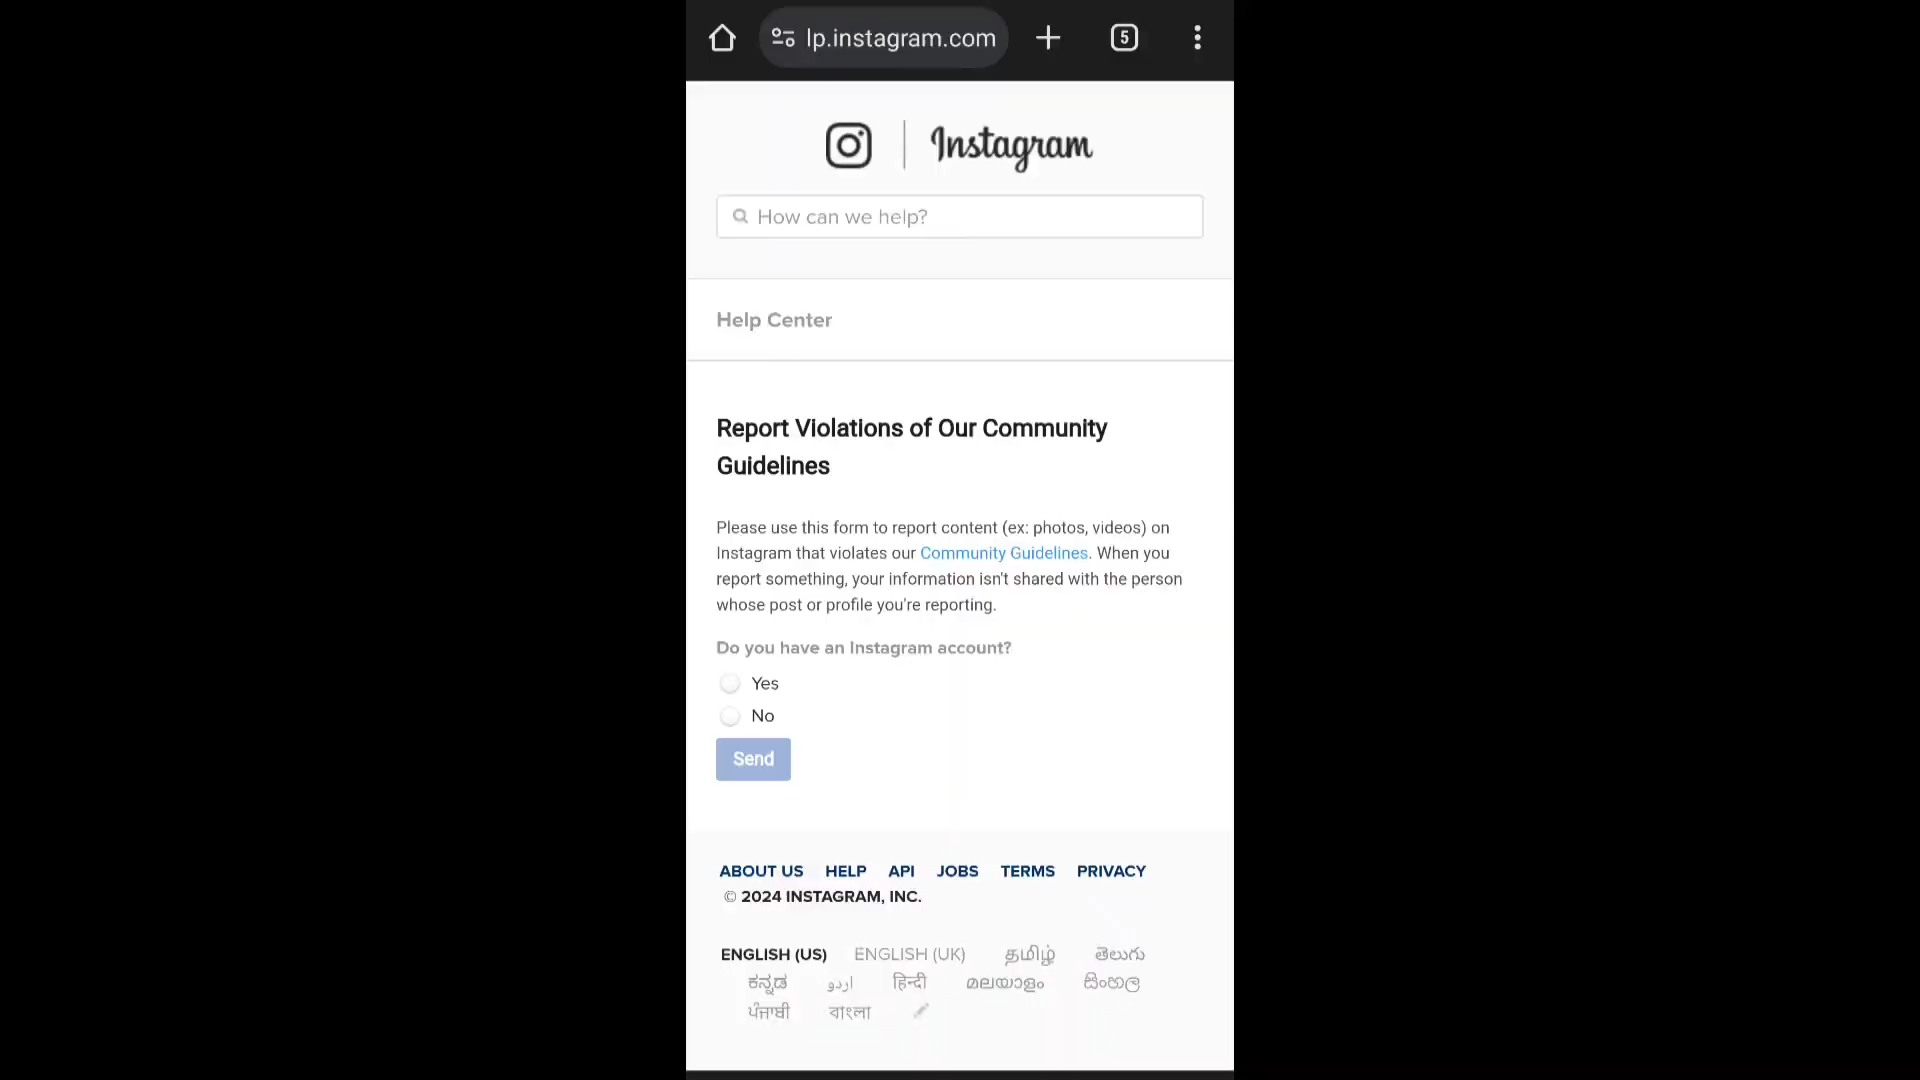 lp.instagram.com
5
Instagram
How can we help?
Help Center
Report Violations of Our Community
Guidelines
Please use this form to report content (ex: photos, videos) on
Instagram that violates our Community Guidelines. When you
report something, your information isn't shared with the person
whose post or profile you're reporting.
Do you have an Instagram account?
Yes
No
Send
ABOUT US HELP API JOBS TERMS PRIVACY
© 2024 INSTAGRAM, INC.
ENGLISH (US) ENGLISH (UK) தமிழ் తెలుగు
ಕನ್ನಡ اردو हिन्दी മലയാളം සිංහල
ਪੰਜਾਬੀ বাংলা